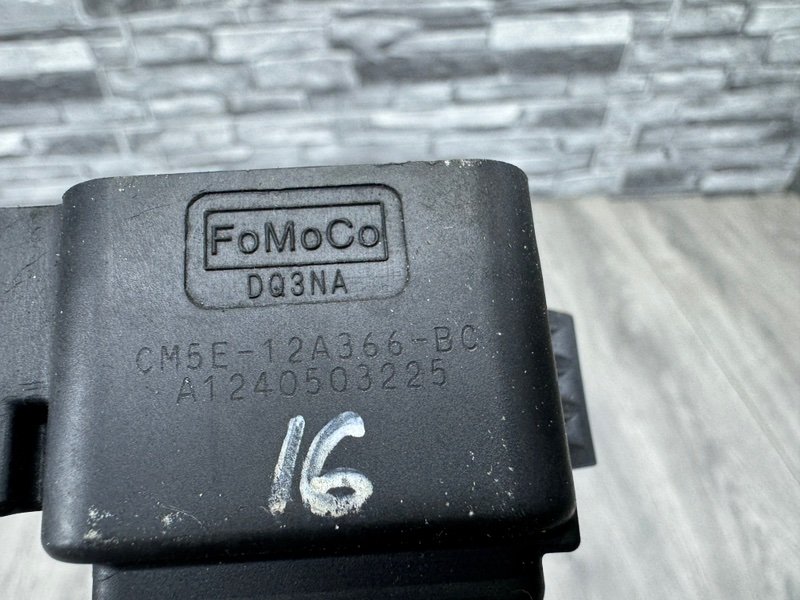 FoMoCo
DQ3NA
CM5E-12A366-BC
A1240503225
16